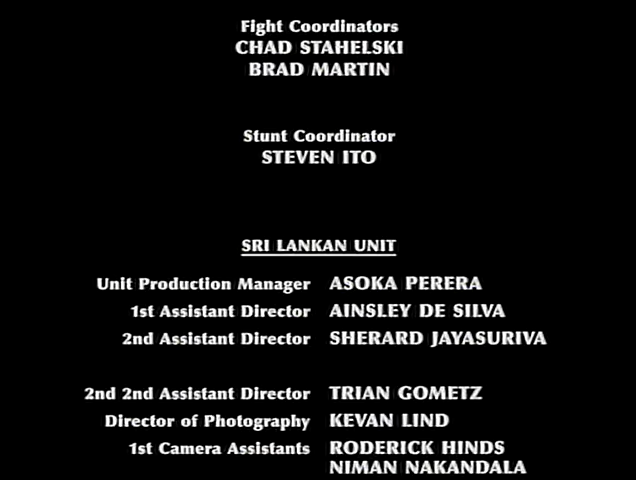 Fight Coordinators
CHAD STAHELSKI
BRAD MARTIN
Stunt Coordinator
STEVEN ITO
SRI LANKAN UNIT
Unit Production Manager ASOKA PERERA
1st Assistant Director AINSLEY DE SILVA
2nd Assistant Director SHERARD JAYASURIVA
2nd 2nd Assistant Director TRIAN GOMETZ
Director of Photography KEVAN LIND
1st Camera Assistants RODERICK HINDS
NIMAN NAKANDALA